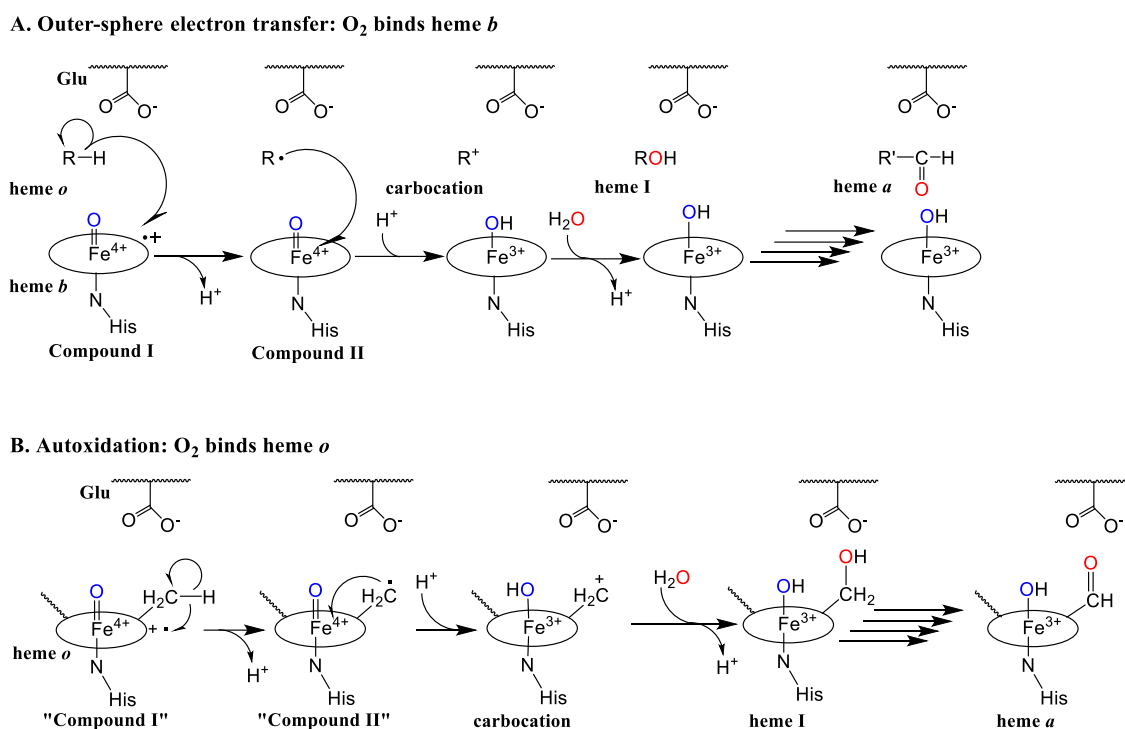 A. Outer-sphere electron transfer: O₂ binds heme b
Glu
O O⁻ O O⁻ O O⁻ O O⁻ O O⁻
R–H R• R⁺ ROH R'–C–H
heme o carbocation heme I heme a O
O •+ O H⁺ OH H₂O OH OH
Fe⁴⁺ Fe⁴⁺ Fe³⁺ Fe³⁺ Fe³⁺
heme b H⁺ H⁺
N N N N N
His His His His His
Compound I Compound II
B. Autoxidation: O₂ binds heme o
Glu
O O⁻ O O⁻ O O⁻ O O⁻ O O⁻
OH O
O H₂C H O H₂C • H⁺ HO H₂C + H₂O OH CH₂ OH CH
Fe⁴⁺ + • Fe⁴⁺ Fe³⁺ Fe³⁺ Fe³⁺
heme o H⁺ H⁺
N N N N N
His His His His His
"Compound I" "Compound II" carbocation heme I heme a